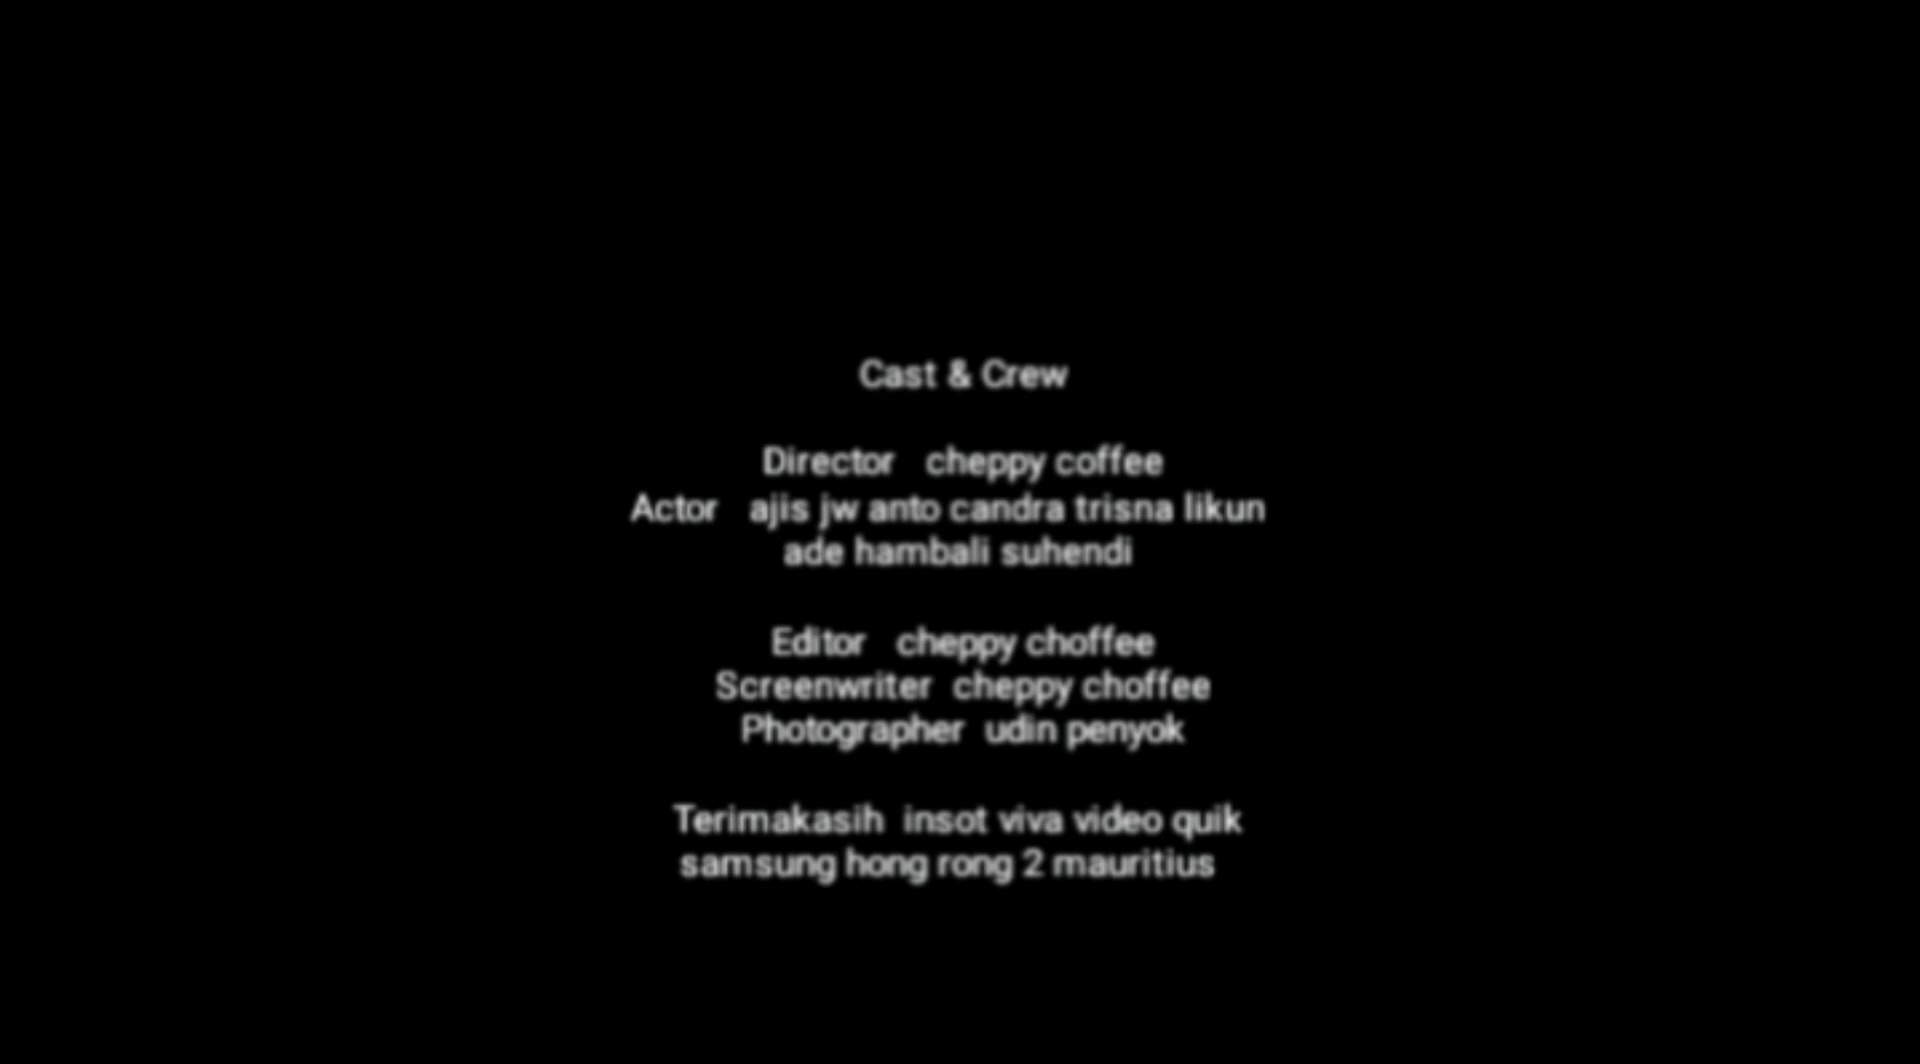 Cast & Crew
Director cheppy coffee
Actor ajis jw anto candra trisna likun
ade hambali suhendi
Editor cheppy choffee
Screenwriter cheppy choffee
Photographer udin penyok
Terimakasih insot viva video quik
samsung hong rong 2 mauritius